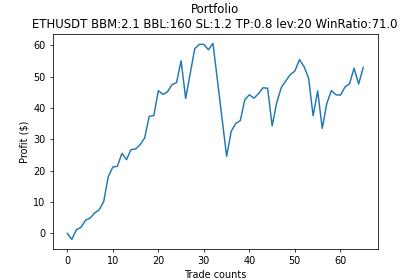 Portfolio
ETHUSDT BBM:2.1 BBL:160 SL:1.2 TP:0.8 lev:20 WinRatio:71.0
60
50
40
30
20
10
0
Profit ($)
0 10 20 30 40 50 60
Trade counts